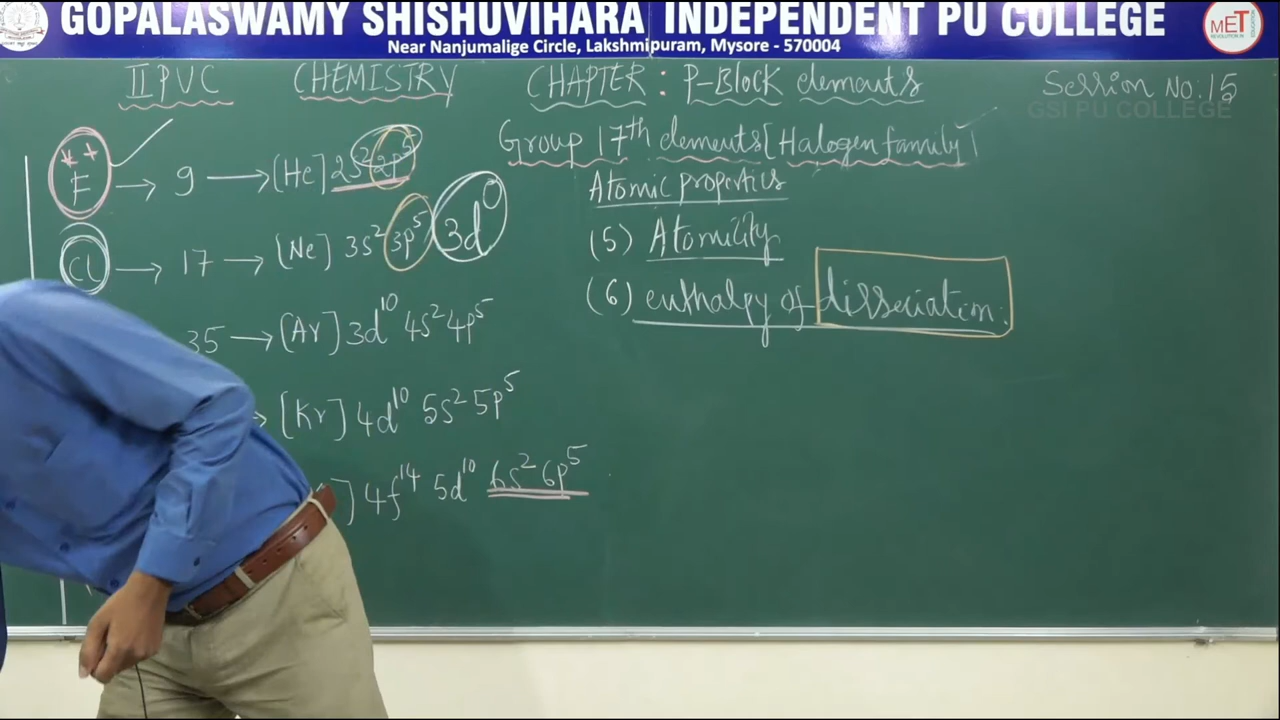 GOPALASWAMY SHISHUVIHARA INDEPENDENT PU COLLEGE
Near Nanjumalige Circle, Lakshmipuram, Mysore - 570004
MET
II PUC CHEMISTRY CHAPTER: P-Block elements Session No:15
GSI PU COLLEGE
Group 17th elements [Halogen family]
Atomic properties
(5) Atomility
(6) enthalpy of dissociation:
F → 9 → [He] 2s² 2p⁵
Cl → 17 → [Ne] 3s² 3p⁵ 3d⁰
35 → [Ar] 3d¹⁰ 4s² 4p⁵
→ [Kr] 4d¹⁰ 5s² 5p⁵
] 4f¹⁴ 5d¹⁰ 6s² 6p⁵